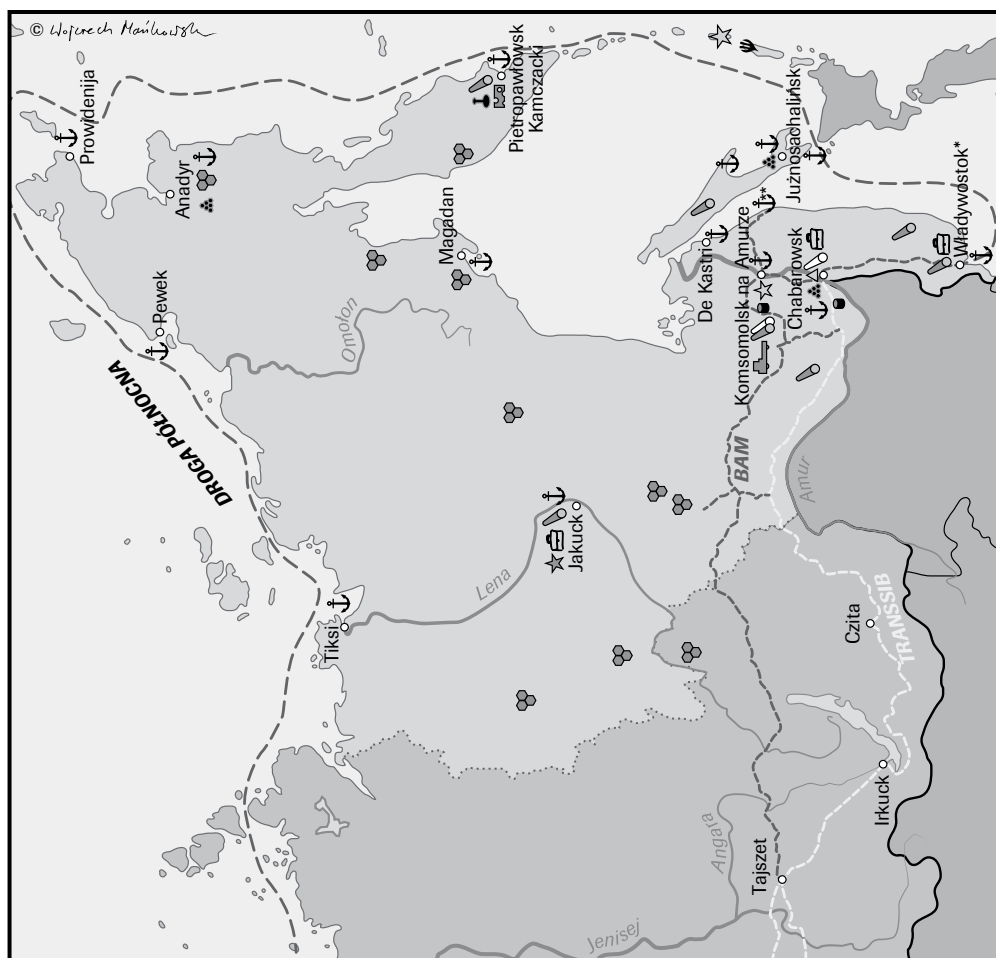 © Wojciech Mańkowski
Prowidenija
Anadyr
Pietropawłowsk
Kamczacki
Magadan
Pewek
DROGA PÓŁNOCNA
Omołon
De Kastri
Komsomolsk na Amurze
**
Jużnosachalińsk
Chabarowsk
Władywostok*
BAM
Amur
Jakuck
Lena
Tiksi
Czita
TRANSSIB
Irkuck
Tajszet
Angara
Jenisej